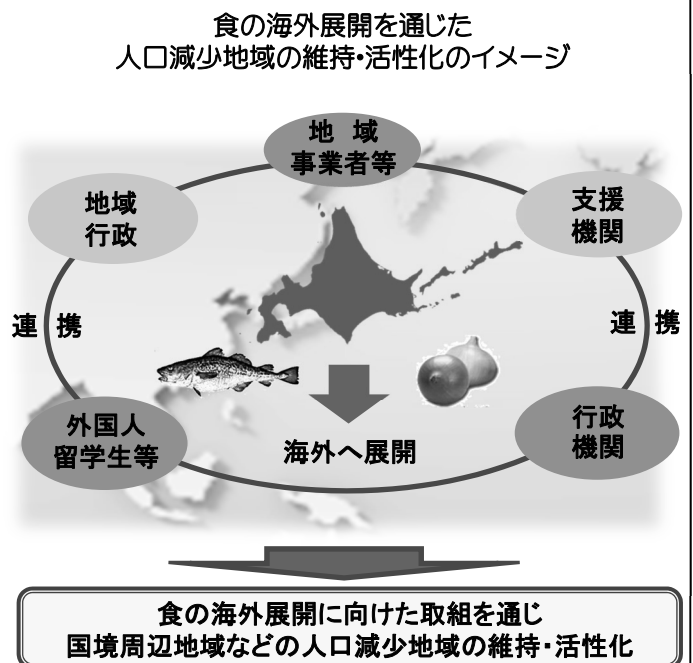 食の海外展開を通じた
人口減少地域の維持・活性化のイメージ
地 域
事業者等
地域
行政
支援
機関
連 携
連 携
外国人
留学生等
海外へ展開
行政
機関
食の海外展開に向けた取組を通じ
国境周辺地域などの人口減少地域の維持・活性化